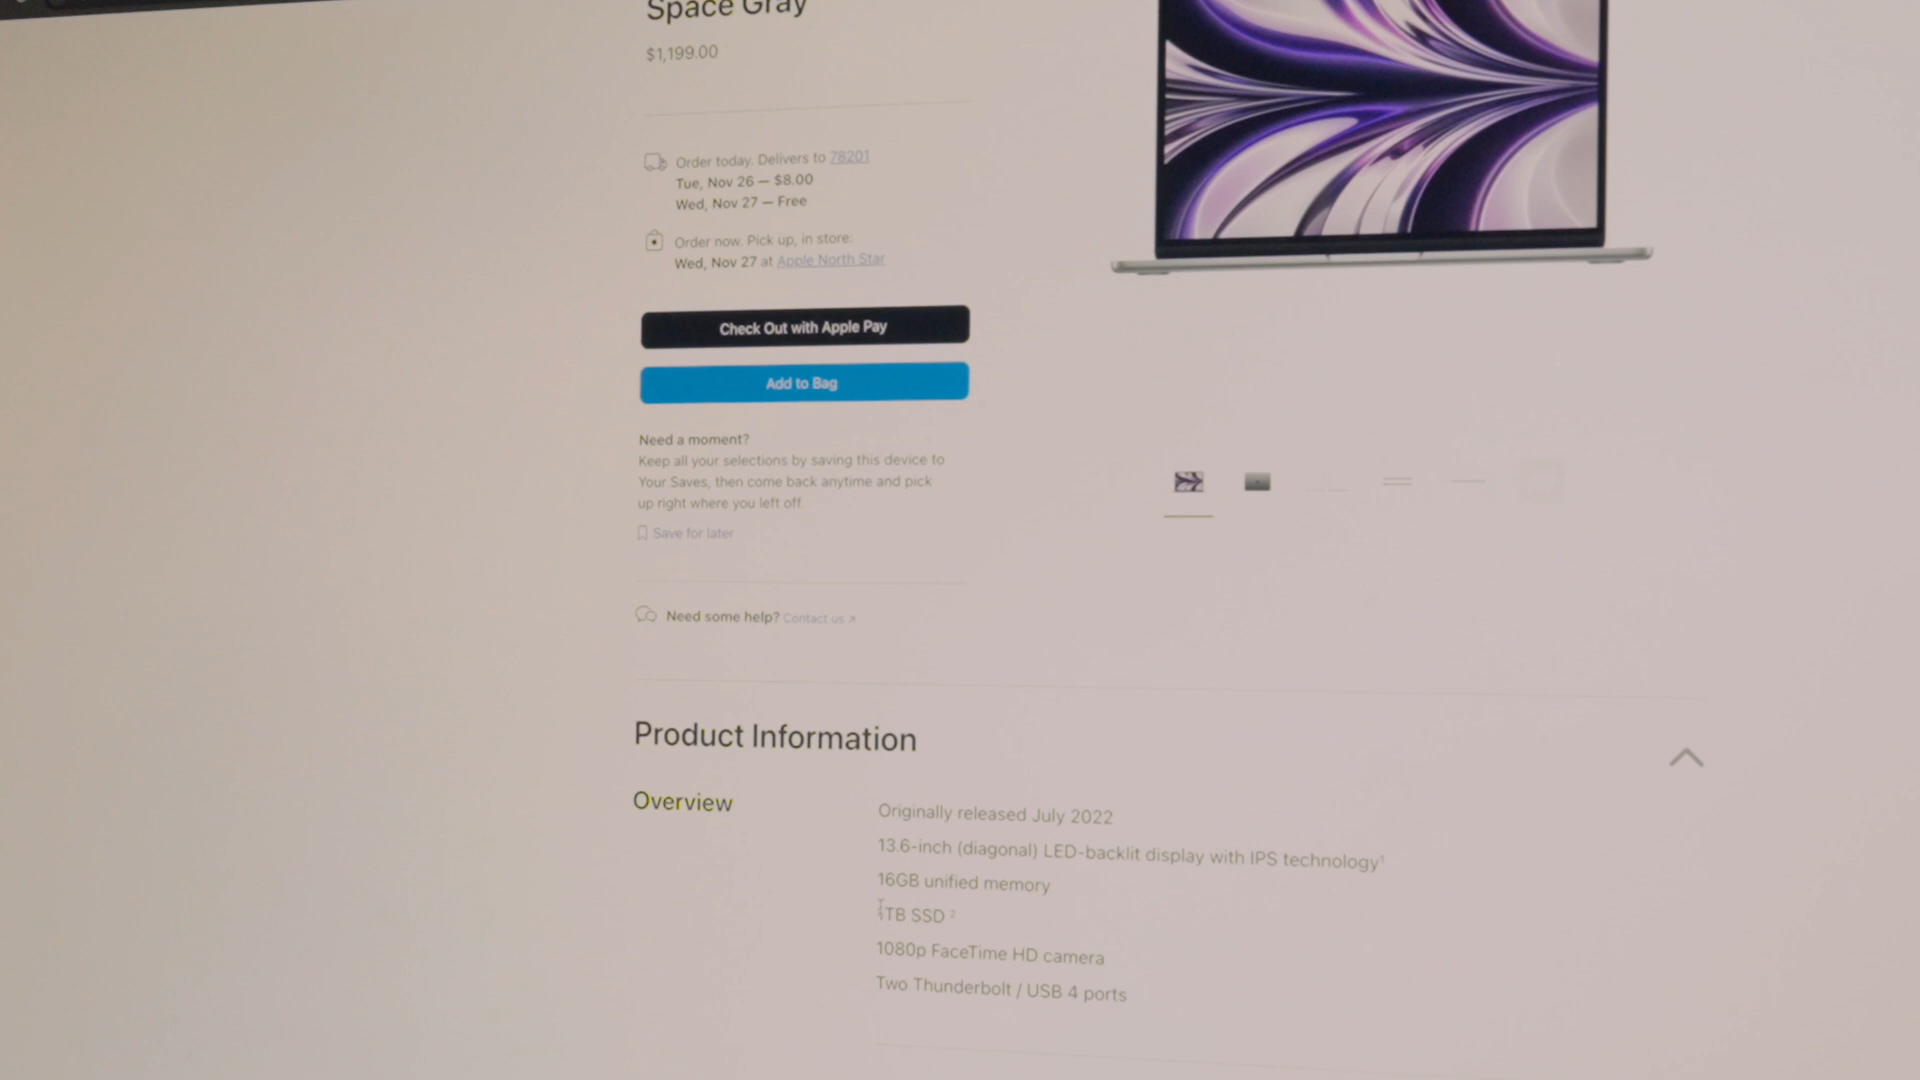 Space Gray
$1,199.00
Order today. Delivers to 78201
Tue, Nov 26 — $8.00
Wed, Nov 27 — Free
Order now. Pick up, in store:
Wed, Nov 27 at Apple North Star
Check Out with Apple Pay
Add to Bag
Need a moment?
Keep all your selections by saving this device to
Your Saves, then come back anytime and pick
up right where you left off.
Save for later
Need some help? Contact us ↗
Product Information
Overview
Originally released July 2022
13.6-inch (diagonal) LED-backlit display with IPS technology¹
16GB unified memory
1TB SSD ²
1080p FaceTime HD camera
Two Thunderbolt / USB 4 ports